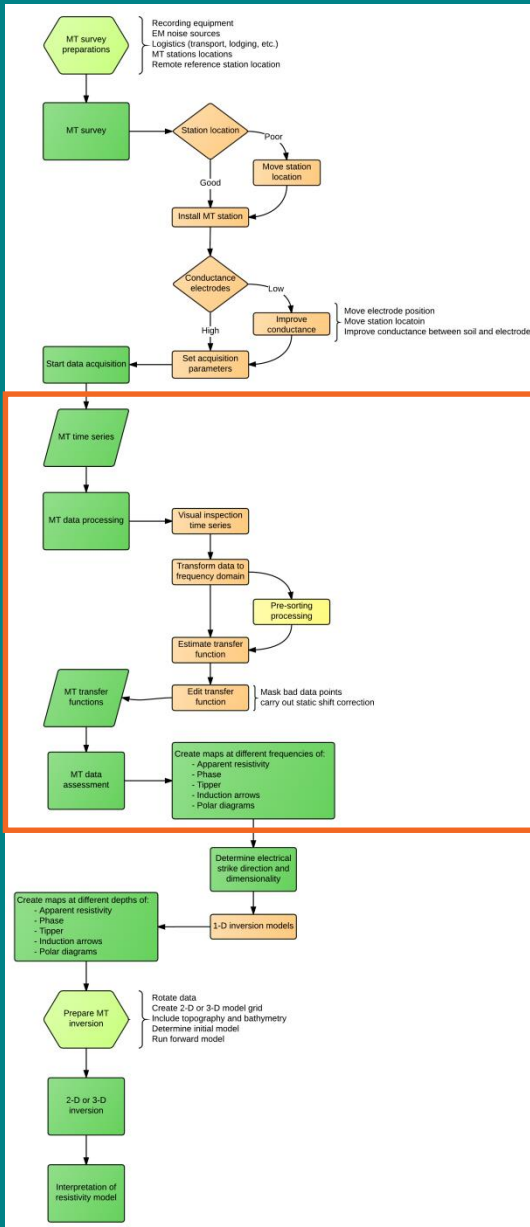 MT survey
preparations
Recording equipment
EM noise sources
Logistics (transport, lodging, etc.)
MT stations locations
Remote reference station location
MT survey
Station location
Poor
Move station
location
Good
Install MT station
Conductance
electrodes
Low
Improve
conductance
Move electrode position
Move station locatoin
Improve conductance between soil and electrode
High
Set acquisition
parameters
Start data acquisition
MT time series
MT data processing
Visual inspection
time series
Transform data to
frequency domain
Pre-sorting
processing
Estimate transfer
function
Edit transfer
function
Mask bad data points
carry out static shift correction
MT transfer
functions
MT data
assessment
Create maps at different frequencies of:
- Apparent resistivity
- Phase
- Tipper
- Induction arrows
- Polar diagrams
Determine electrical
strike direction and
dimensionality
1-D inversion models
Create maps at different depths of:
- Apparent resistivity
- Phase
- Tipper
- Induction arrows
- Polar diagrams
Prepare MT
inversion
Rotate data
Create 2-D or 3-D model grid
Include topography and bathymetry
Determine initial model
Run forward model
2-D or 3-D
inversion
Interpretation of
resistivity model